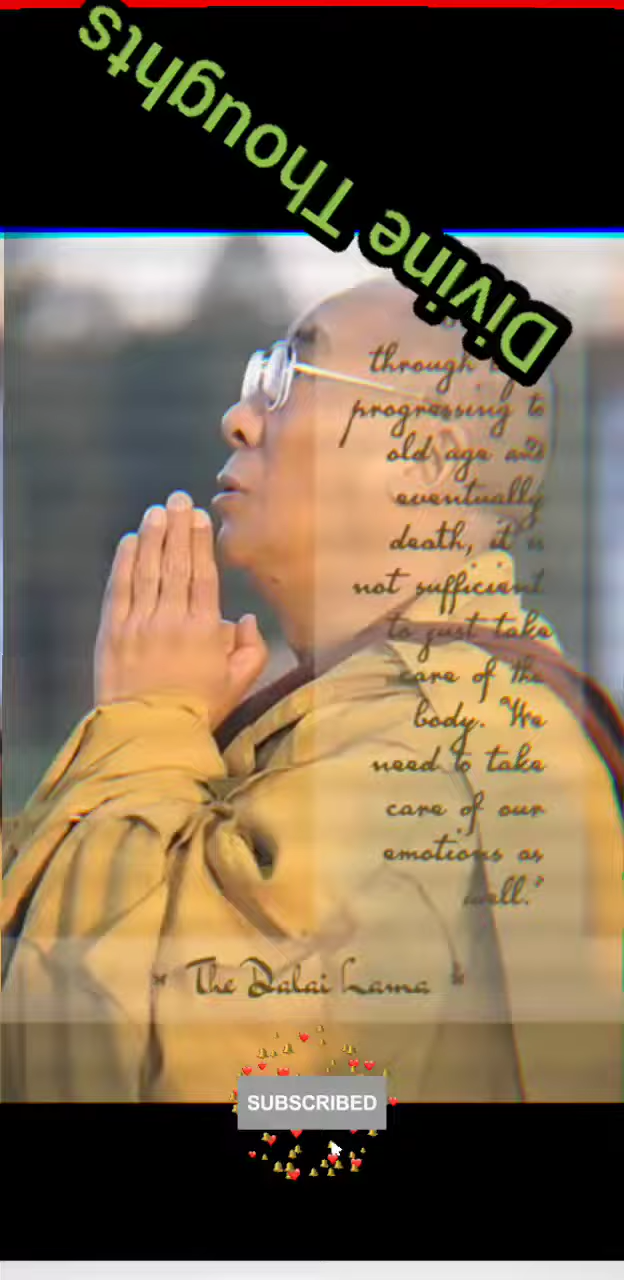 Divine Thoughts
through
progressing to
old age and
eventually
death, it is
not sufficient
to just take
care of the
body. We
need to take
care of our
emotions as
well."
The Dalai Lama
SUBSCRIBED